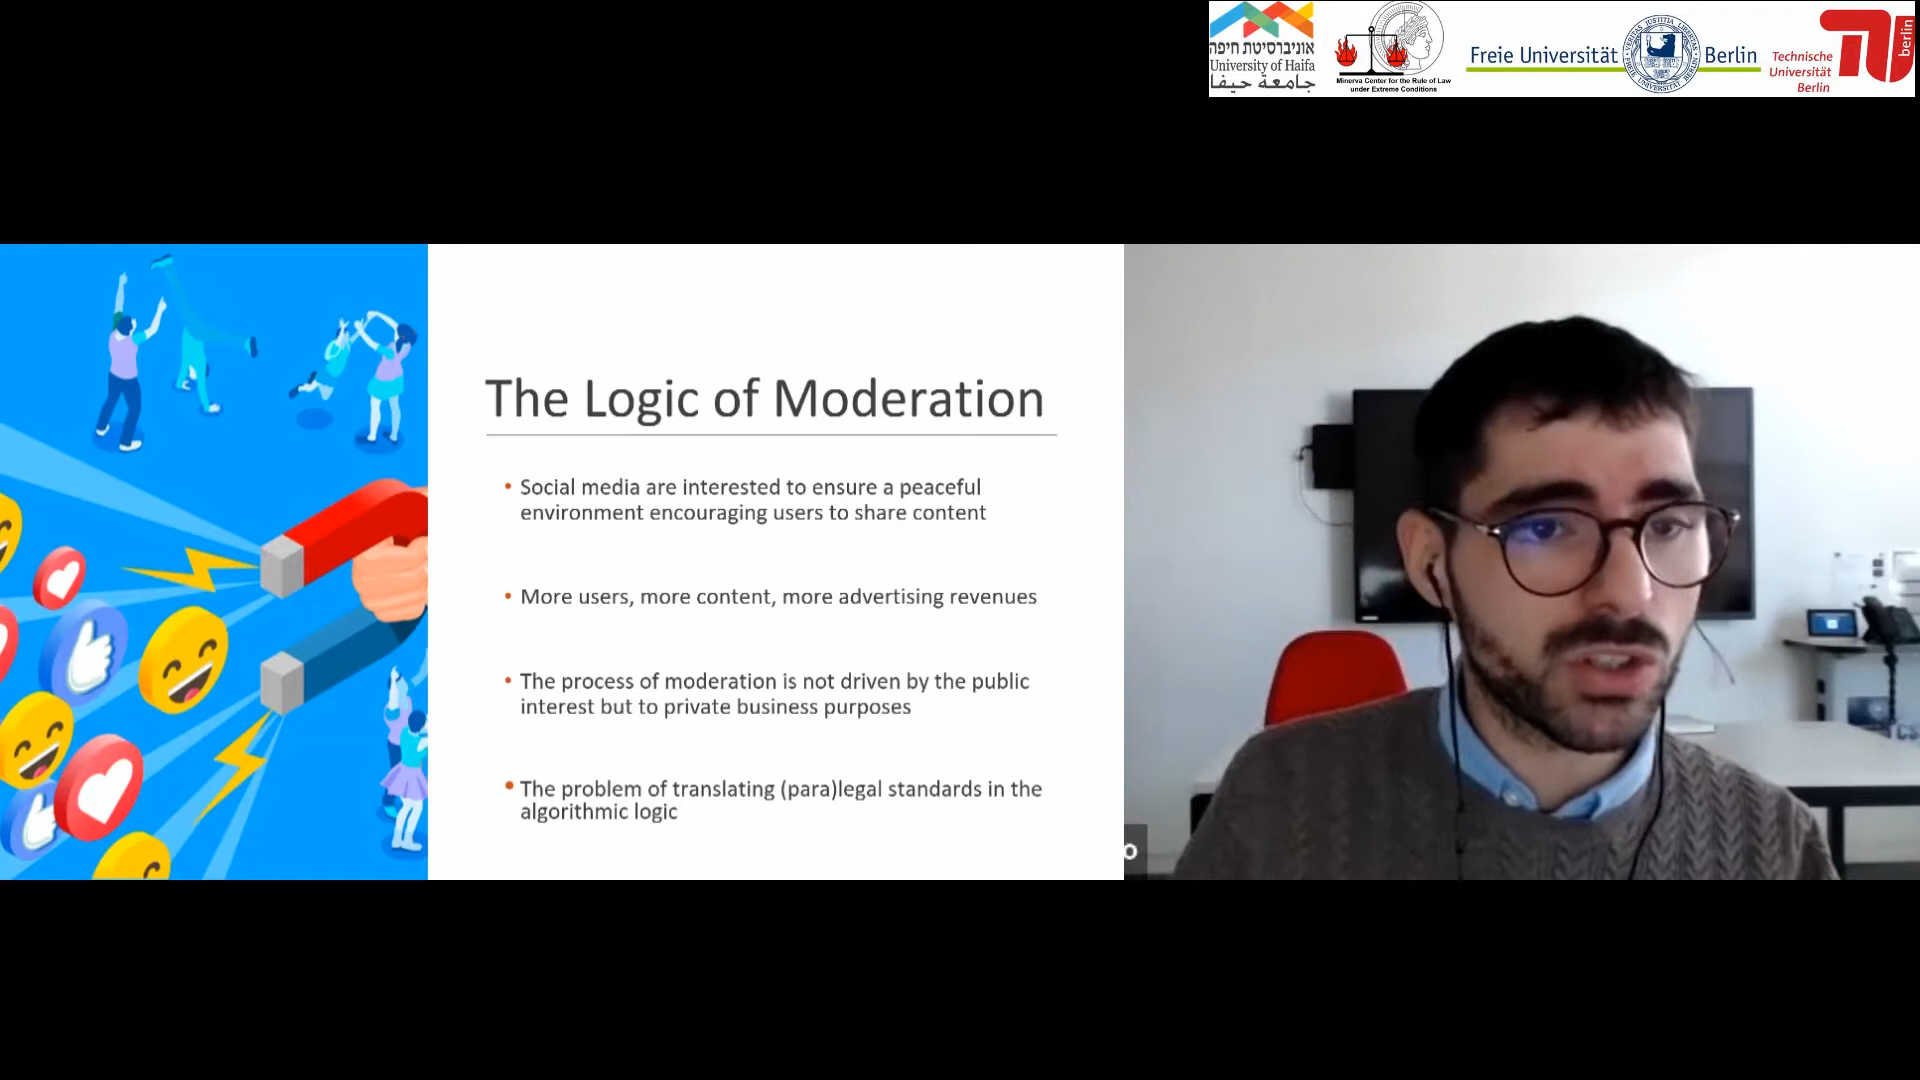 אוניברסיטת חיפה
University of Haifa
جامعة حيفا
Minerva Center for the Rule of Law
under Extreme Conditions
Freie Universität Berlin
Technische
Universität
Berlin
berlin
The Logic of Moderation
• Social media are interested to ensure a peaceful
environment encouraging users to share content
• More users, more content, more advertising revenues
• The process of moderation is not driven by the public
interest but to private business purposes
• The problem of translating (para)legal standards in the
algorithmic logic
o